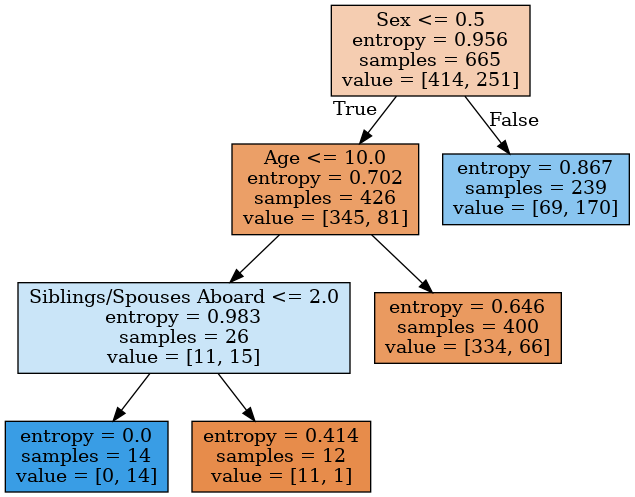 Sex <= 0.5
entropy = 0.956
samples = 665
value = [414, 251]
True
False
Age <= 10.0
entropy = 0.702
samples = 426
value = [345, 81]
entropy = 0.867
samples = 239
value = [69, 170]
Siblings/Spouses Aboard <= 2.0
entropy = 0.983
samples = 26
value = [11, 15]
entropy = 0.646
samples = 400
value = [334, 66]
entropy = 0.0
samples = 14
value = [0, 14]
entropy = 0.414
samples = 12
value = [11, 1]